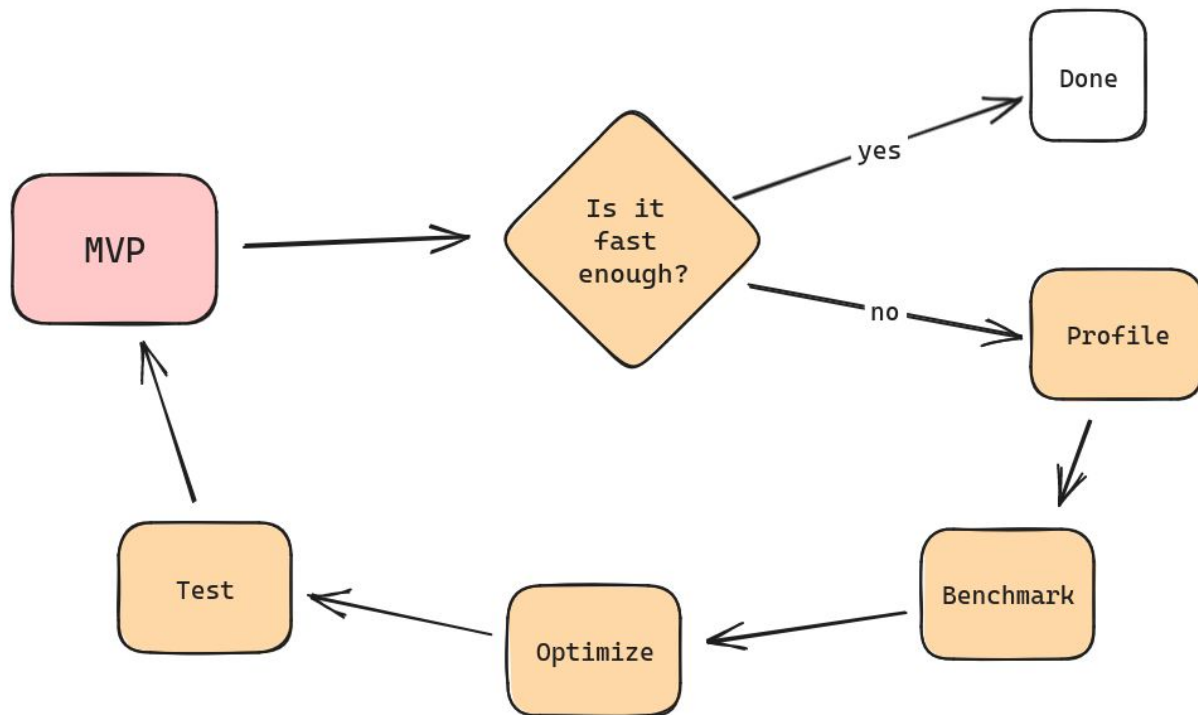 Done
yes
Is it
fast
enough?
MVP
no
Profile
Test
Benchmark
Optimize